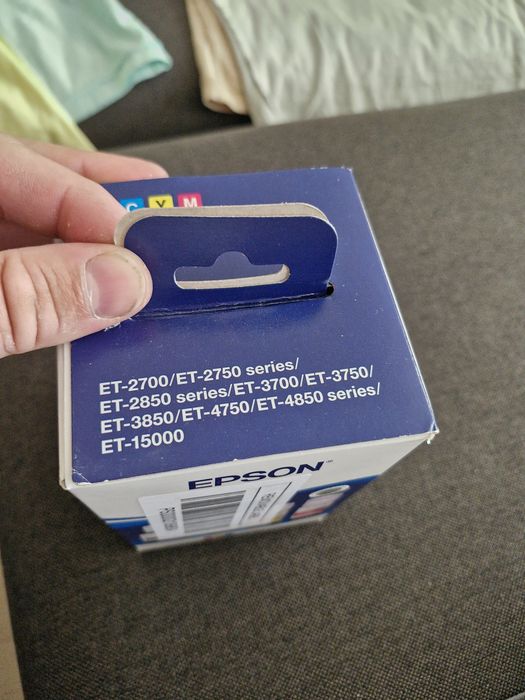 C Y M
ET-2700/ET-2750 series/
ET-2850 series/ET-3700/ET-3750/
ET-3850/ET-4750/ET-4850 series/
ET-15000
EPSON™